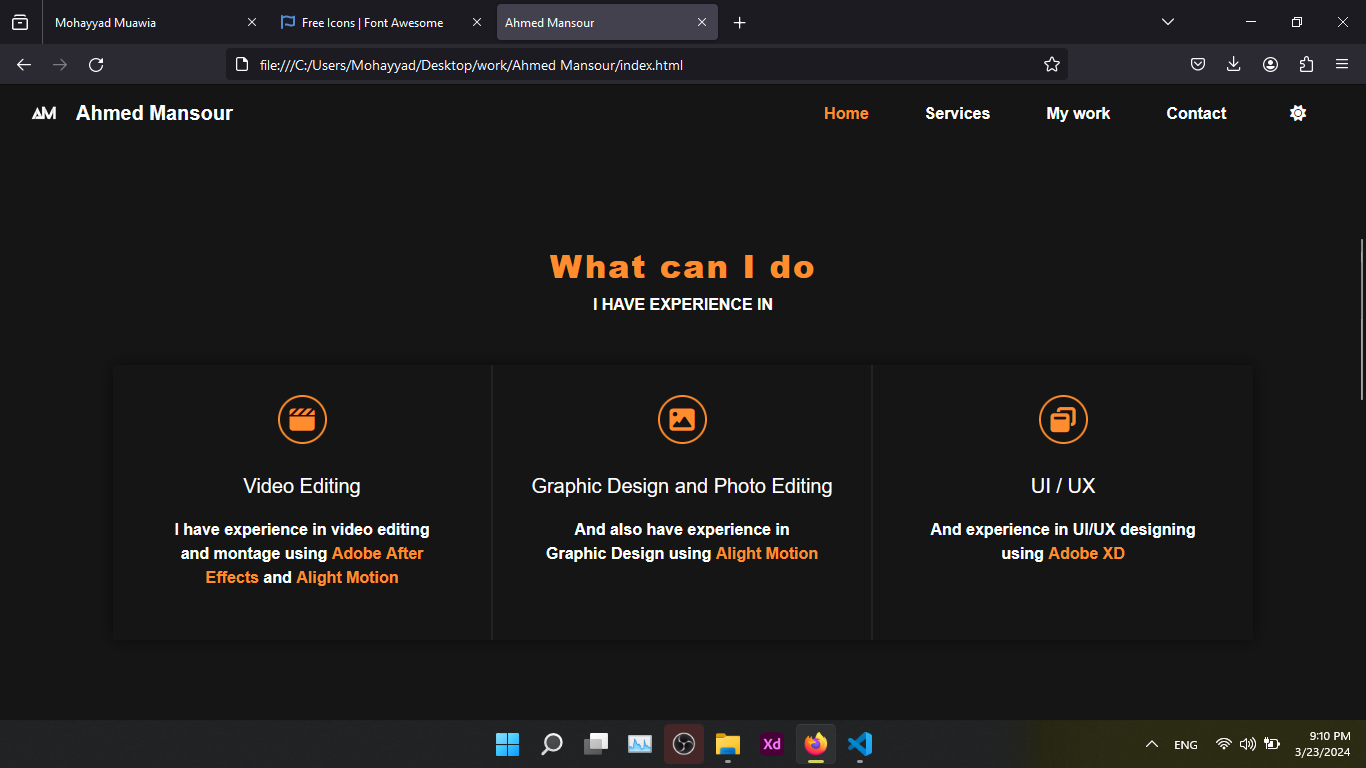 Mohayyad Muawia
Free Icons | Font Awesome
Ahmed Mansour
file:///C:/Users/Mohayyad/Desktop/work/Ahmed Mansour/index.html
AM Ahmed Mansour
Home Services My work Contact
What can I do
I HAVE EXPERIENCE IN
Video Editing
I have experience in video editing
and montage using Adobe After
Effects and Alight Motion
Graphic Design and Photo Editing
And also have experience in
Graphic Design using Alight Motion
UI / UX
And experience in UI/UX designing
using Adobe XD
Xd
ENG
9:10 PM
3/23/2024